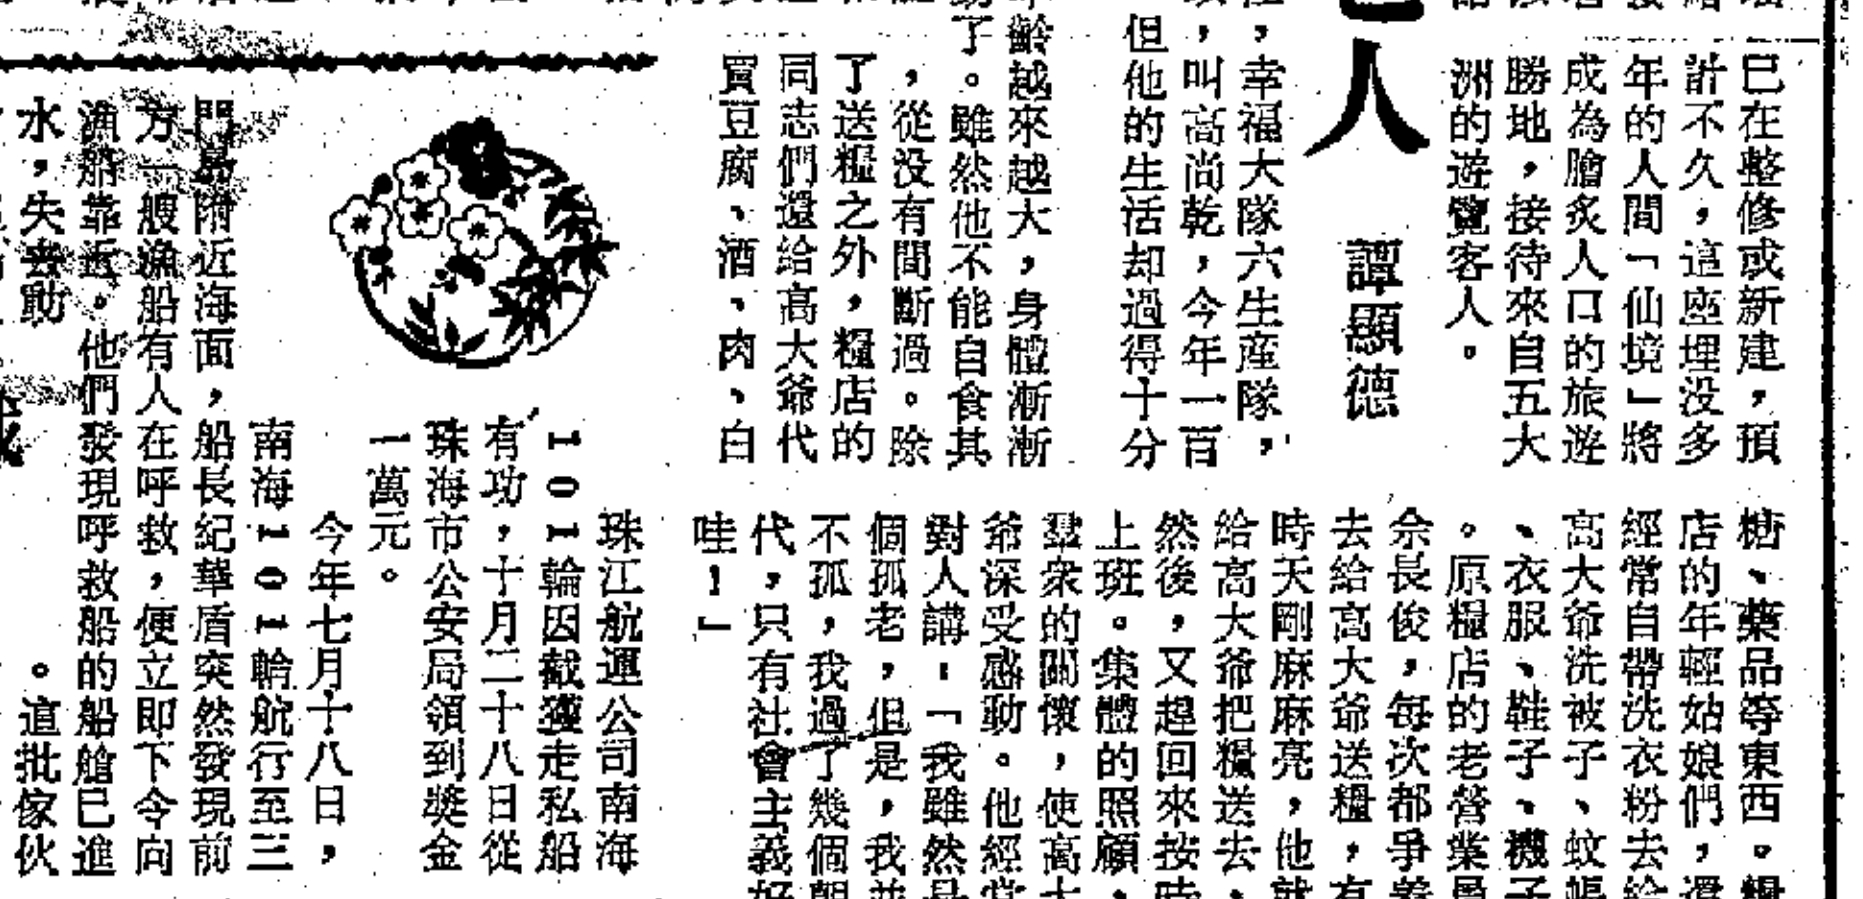 已在整修或新建，預
計不久，這座埋没多
年的人間「仙境」將
成為膾炙人口的旅遊
勝地，接待來自五大
洲的遊覽客人。
人
譚顯德
，幸福大隊六生産隊，
，叫高尚乾，今年一百
但他的生活却過得十分
齡越來越大，身體漸漸
了。雖然他不能自食其
，從没有間斷過。除
了送糧之外，糧店的
同志們還給高大爺代
買豆腐、酒、肉、白
糖、藥品等東西。
店的年輕姑娘們，還
經常自帶洗衣粉去給
高大爺洗被子、蚊帳
、衣服、鞋子、襪子
。原糧店的老營業員
余長俊，每次都爭着
去給高大爺送糧，有
時天剛麻麻亮，他就
給高大爺把糧送去，
然後，又趕回來按時
上班。集體的照顧，
羣衆的關懷，使高大
爺深受感動。他經常
對人講：「我雖然是
個孤老，但是，我並
不孤，我過了幾個朝
代，只有社會主義好
哇！」
珠江航運公司南海
101輪因截獲走私船
有功，十月二十八日從
珠海市公安局領到獎金
一萬元。
今年七月十八日，
南海101輪航行至三
門島附近海面，船長紀華盾突然發現前
方一艘漁船有人在呼救，便立即下令向
漁船靠近。他們發現呼救船的船艙已進
水，失去動
。這批傢伙